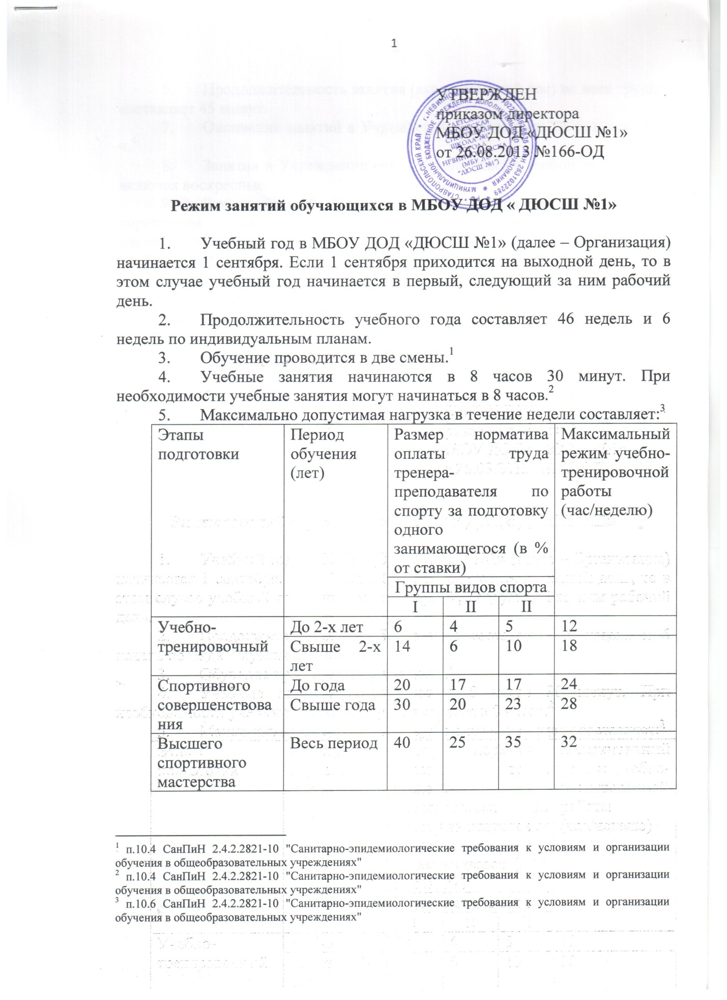 1
УТВЕРЖДЕН
приказом директора
МБОУ ДОД «ДЮСШ №1»
от 26.08.2013 №166-ОД
Режим занятий обучающихся в МБОУ ДОД « ДЮСШ №1»
1. Учебный год в МБОУ ДОД «ДЮСШ №1» (далее – Организация)
начинается 1 сентября. Если 1 сентября приходится на выходной день, то в
этом случае учебный год начинается в первый, следующий за ним рабочий
день.
2. Продолжительность учебного года составляет 46 недель и 6
недель по индивидуальным планам.
3. Обучение проводится в две смены.1
4. Учебные занятия начинаются в 8 часов 30 минут. При
необходимости учебные занятия могут начинаться в 8 часов.2
5. Максимально допустимая нагрузка в течение недели составляет:3
Этапы
подготовки
Период
обучения
(лет)
Размер норматива
оплаты труда
тренера-
преподавателя по
спорту за подготовку
одного
занимающегося (в %
от ставки)
Максимальный
режим учебно-
тренировочной
работы
(час/неделю)
Группы видов спорта
I II II
Учебно-
тренировочный
До 2-х лет 6 4 5 12
Свыше 2-х
лет
14 6 10 18
Спортивного
совершенствова
ния
До года 20 17 17 24
Свыше года 30 20 23 28
Высшего
спортивного
мастерства
Весь период 40 25 35 32
1 п.10.4 СанПиН 2.4.2.2821-10 "Санитарно-эпидемиологические требования к условиям и организации
обучения в общеобразовательных учреждениях"
2 п.10.4 СанПиН 2.4.2.2821-10 "Санитарно-эпидемиологические требования к условиям и организации
обучения в общеобразовательных учреждениях"
3 п.10.6 СанПиН 2.4.2.2821-10 "Санитарно-эпидемиологические требования к условиям и организации
обучения в общеобразовательных учреждениях"